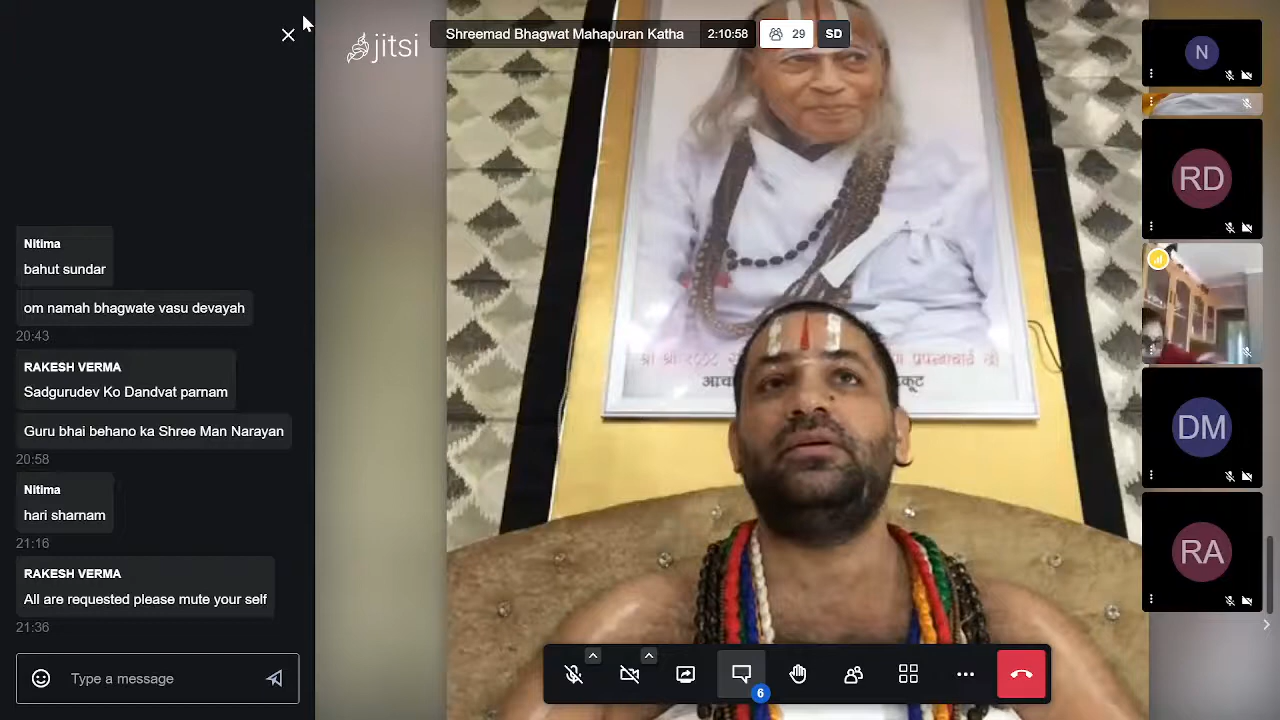 jitsi
Shreemad Bhagwat Mahapuran Katha
2:10:58
29
SD
Nitima
bahut sundar
om namah bhagwate vasu devayah
20:43
RAKESH VERMA
Sadgurudev Ko Dandvat parnam
Guru bhai behano ka Shree Man Narayan
20:58
Nitima
hari sharnam
21:16
RAKESH VERMA
All are requested please mute your self
21:36
Type a message
श्री श्री १००८
प्रपन्नाचार्य जी
6
N
RD
DM
RA